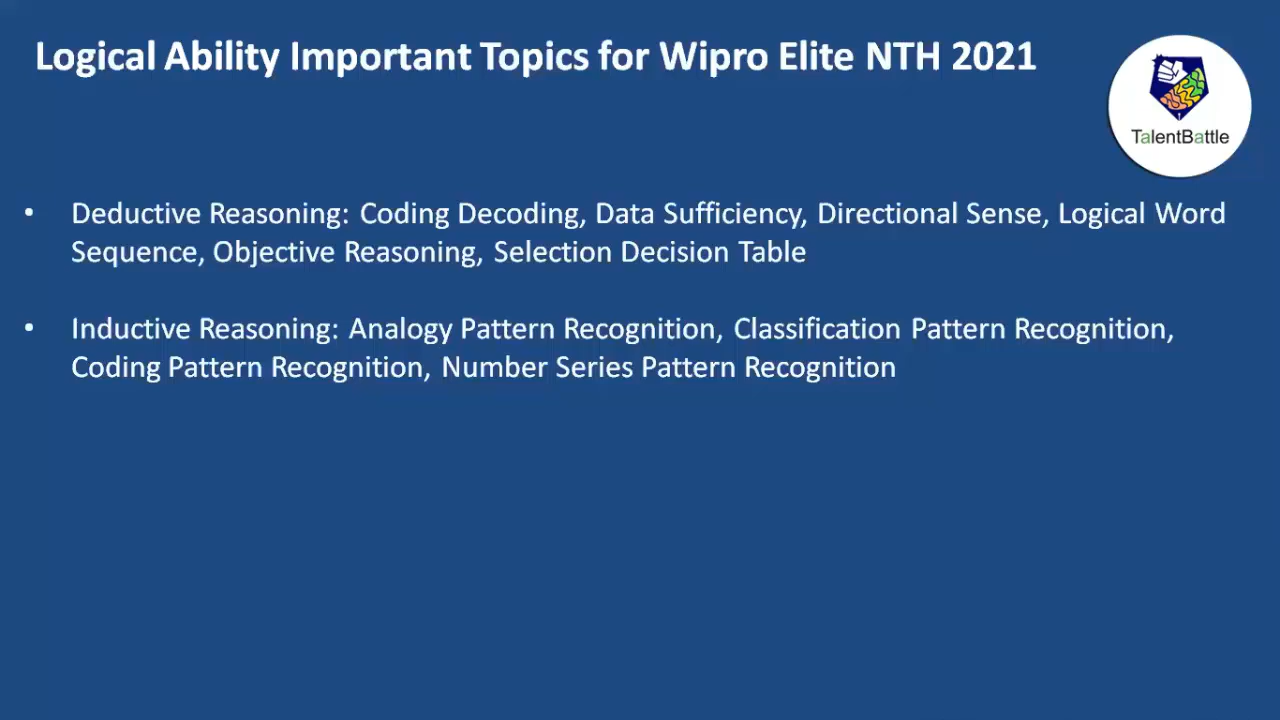 Logical Ability Important Topics for Wipro Elite NTH 2021
TalentBattle
• Deductive Reasoning: Coding Decoding, Data Sufficiency, Directional Sense, Logical Word
Sequence, Objective Reasoning, Selection Decision Table
• Inductive Reasoning: Analogy Pattern Recognition, Classification Pattern Recognition,
Coding Pattern Recognition, Number Series Pattern Recognition